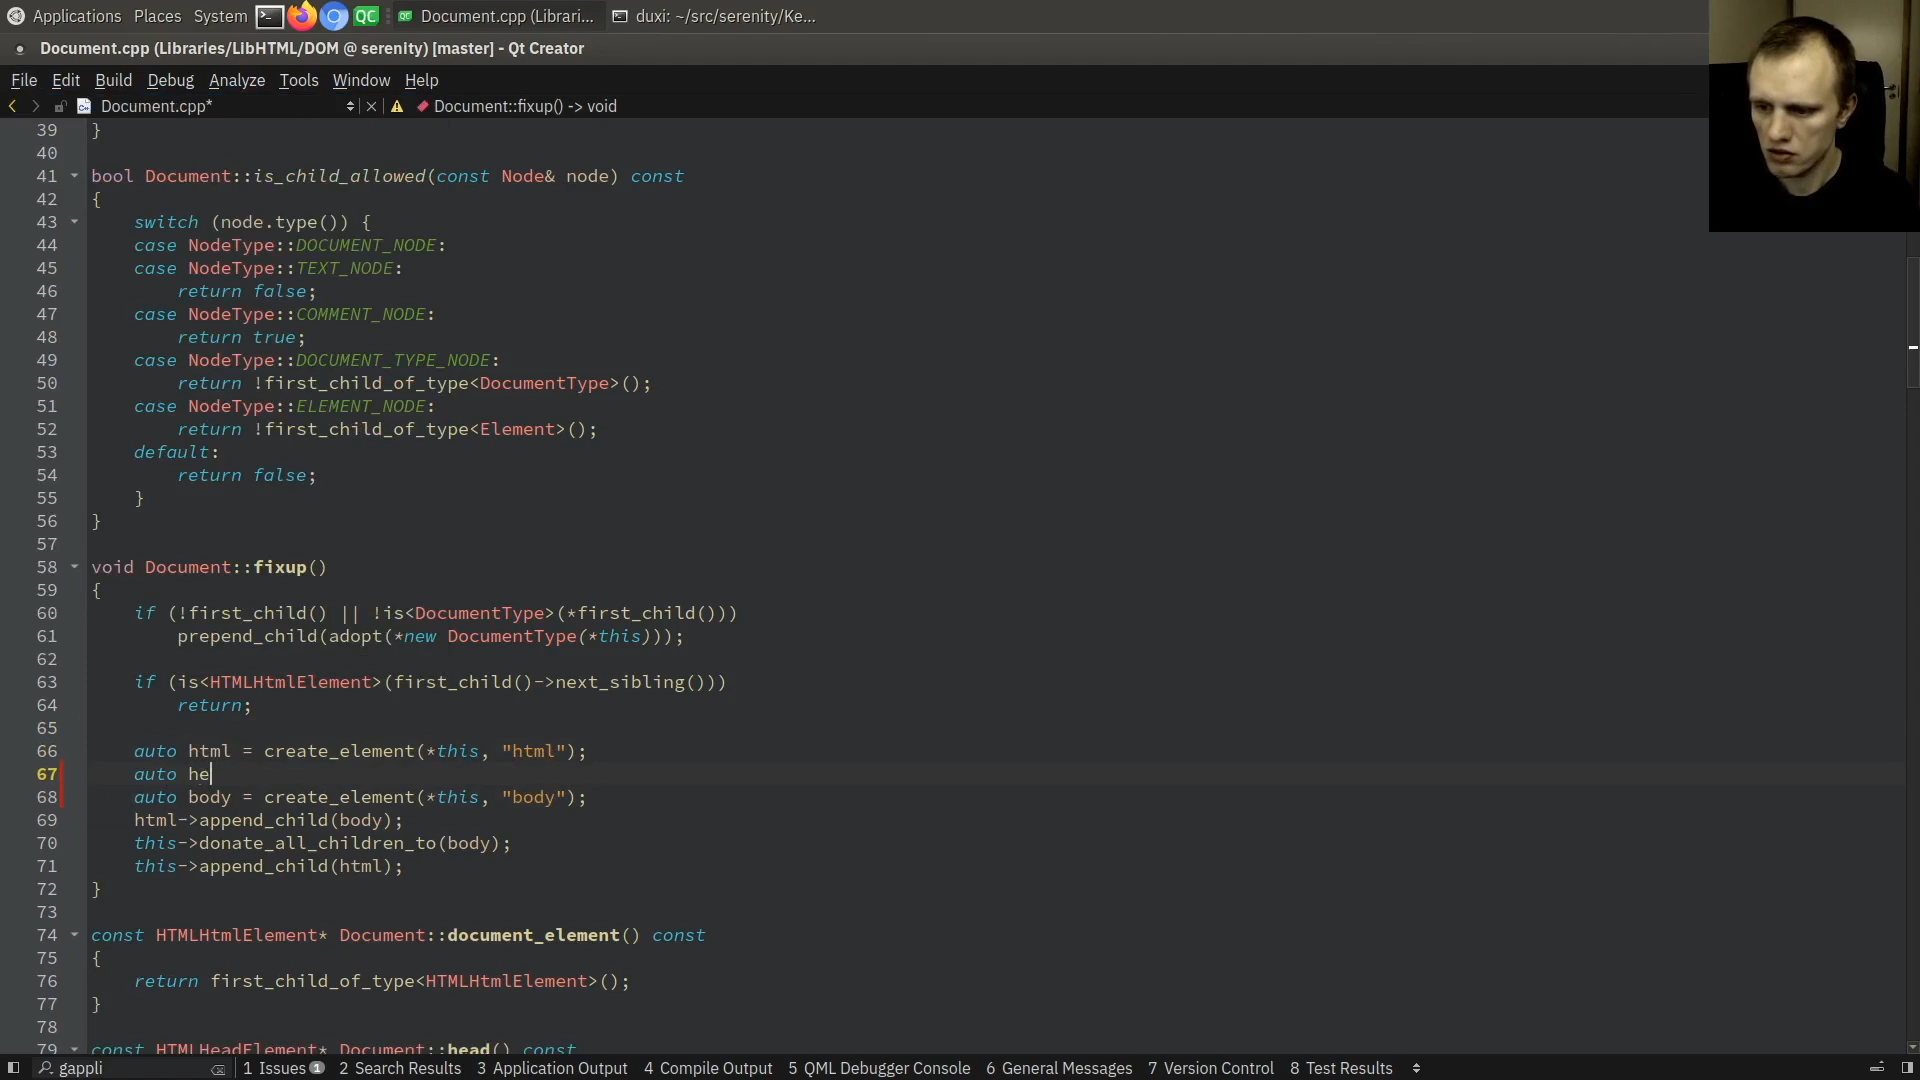 Applications Places System QC QC Document.cpp (Librari... duxi: ~/src/serenity/Ke...
Document.cpp (Libraries/LibHTML/DOM @ serenity) [master] - Qt Creator
File Edit Build Debug Analyze Tools Window Help
Document.cpp* Document::fixup() -> void
39 }
40
41 bool Document::is_child_allowed(const Node& node) const
42 {
43     switch (node.type()) {
44     case NodeType::DOCUMENT_NODE:
45     case NodeType::TEXT_NODE:
46         return false;
47     case NodeType::COMMENT_NODE:
48         return true;
49     case NodeType::DOCUMENT_TYPE_NODE:
50         return !first_child_of_type<DocumentType>();
51     case NodeType::ELEMENT_NODE:
52         return !first_child_of_type<Element>();
53     default:
54         return false;
55     }
56 }
57
58 void Document::fixup()
59 {
60     if (!first_child() || !is<DocumentType>(*first_child()))
61         prepend_child(adopt(*new DocumentType(*this)));
62
63     if (is<HTMLHtmlElement>(first_child()->next_sibling()))
64         return;
65
66     auto html = create_element(*this, "html");
67     auto he
68     auto body = create_element(*this, "body");
69     html->append_child(body);
70     this->donate_all_children_to(body);
71     this->append_child(html);
72 }
73
74 const HTMLHtmlElement* Document::document_element() const
75 {
76     return first_child_of_type<HTMLHtmlElement>();
77 }
78
79 const HTMLHeadElement* Document::head() const
gappli 1 Issues 1 2 Search Results 3 Application Output 4 Compile Output 5 QML Debugger Console 6 General Messages 7 Version Control 8 Test Results